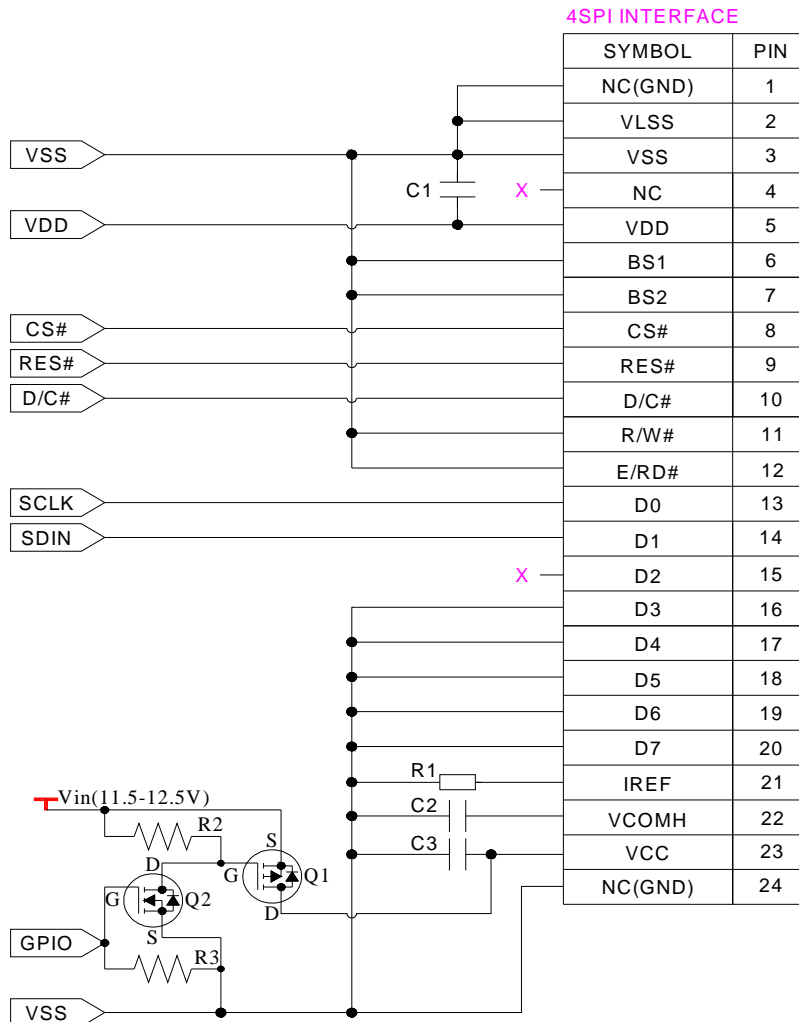 4SPI INTERFACE
SYMBOL PIN
NC(GND) 1
VLSS 2
VSS VSS 3
C1 X NC 4
VDD VDD 5
BS1 6
BS2 7
CS# CS# 8
RES# RES# 9
D/C# D/C# 10
R/W# 11
E/RD# 12
SCLK D0 13
SDIN D1 14
X D2 15
D3 16
D4 17
D5 18
D6 19
D7 20
R1 IREF 21
Vin(11.5-12.5V)
C2 VCOMH 22
R2
S
C3 VCC 23
D
G Q1
NC(GND) 24
G Q2
D
S
GPIO
R3
VSS